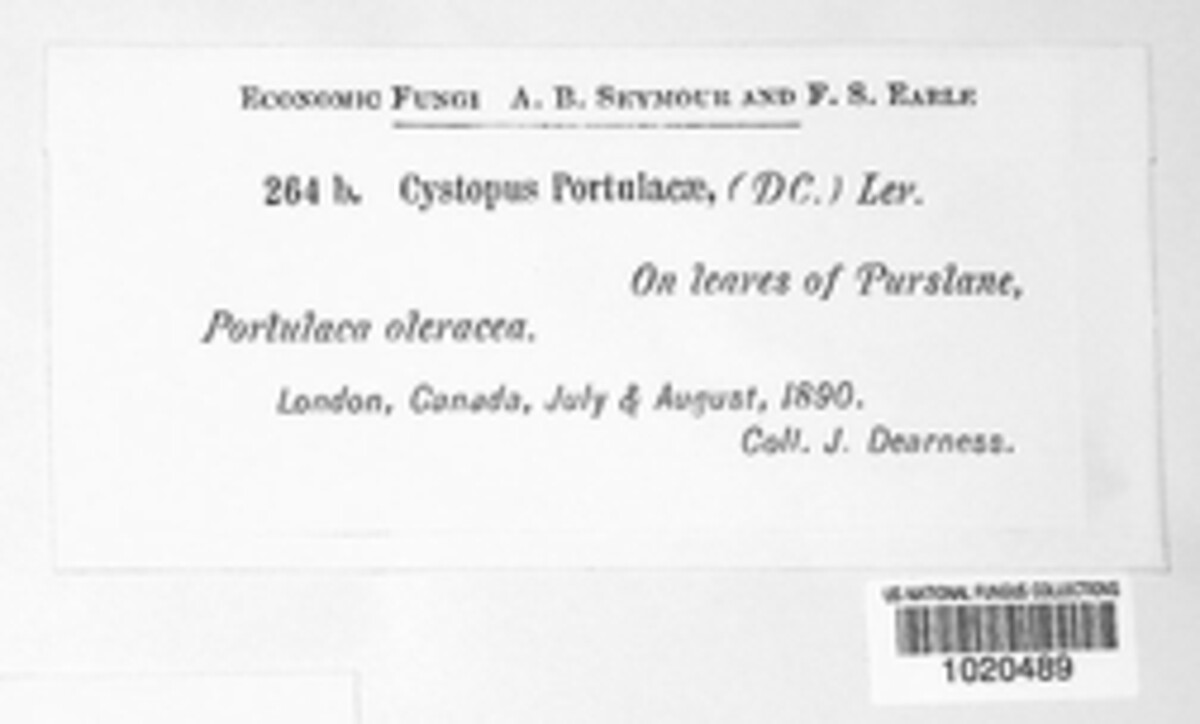 Economic Fungi A. B. Seymour and F. S. Earle
264 b. Cystopus Portulacæ, (DC.) Lev.
On leaves of Purslane,
Portulaca oleracea.
London, Canada, July & August, 1890.
Coll. J. Dearness.
US NATIONAL FUNGUS COLLECTIONS
1020489